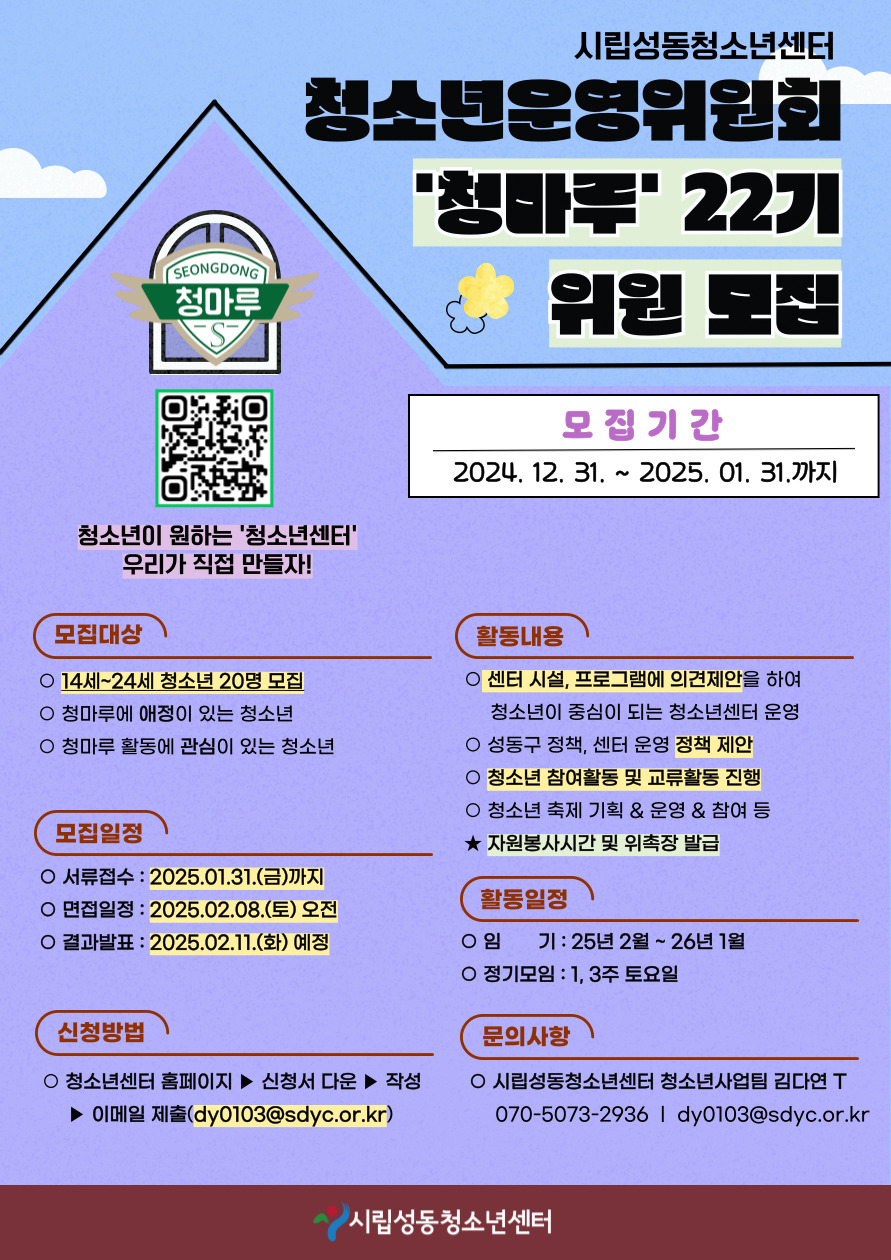 시립성동청소년센터
청소년운영위원회
'청마루' 22기
위원 모집
SEONGDONG
청마루
S
모집기간
2024. 12. 31. ~ 2025. 01. 31.까지
청소년이 원하는 '청소년센터'
우리가 직접 만들자!
모집대상
○ 14세~24세 청소년 20명 모집
○ 청마루에 애정이 있는 청소년
○ 청마루 활동에 관심이 있는 청소년
모집일정
○ 서류접수 : 2025.01.31.(금)까지
○ 면접일정 : 2025.02.08.(토) 오전
○ 결과발표 : 2025.02.11.(화) 예정
신청방법
○ 청소년센터 홈페이지 ▶ 신청서 다운 ▶ 작성
▶ 이메일 제출(dy0103@sdyc.or.kr)
활동내용
○ 센터 시설, 프로그램에 의견제안을 하여
청소년이 중심이 되는 청소년센터 운영
○ 성동구 정책, 센터 운영 정책 제안
○ 청소년 참여활동 및 교류활동 진행
○ 청소년 축제 기획 & 운영 & 참여 등
★ 자원봉사시간 및 위촉장 발급
활동일정
○ 임 기 : 25년 2월 ~ 26년 1월
○ 정기모임 : 1, 3주 토요일
문의사항
○ 시립성동청소년센터 청소년사업팀 김다연 T
070-5073-2936 | dy0103@sdyc.or.kr
시립성동청소년센터